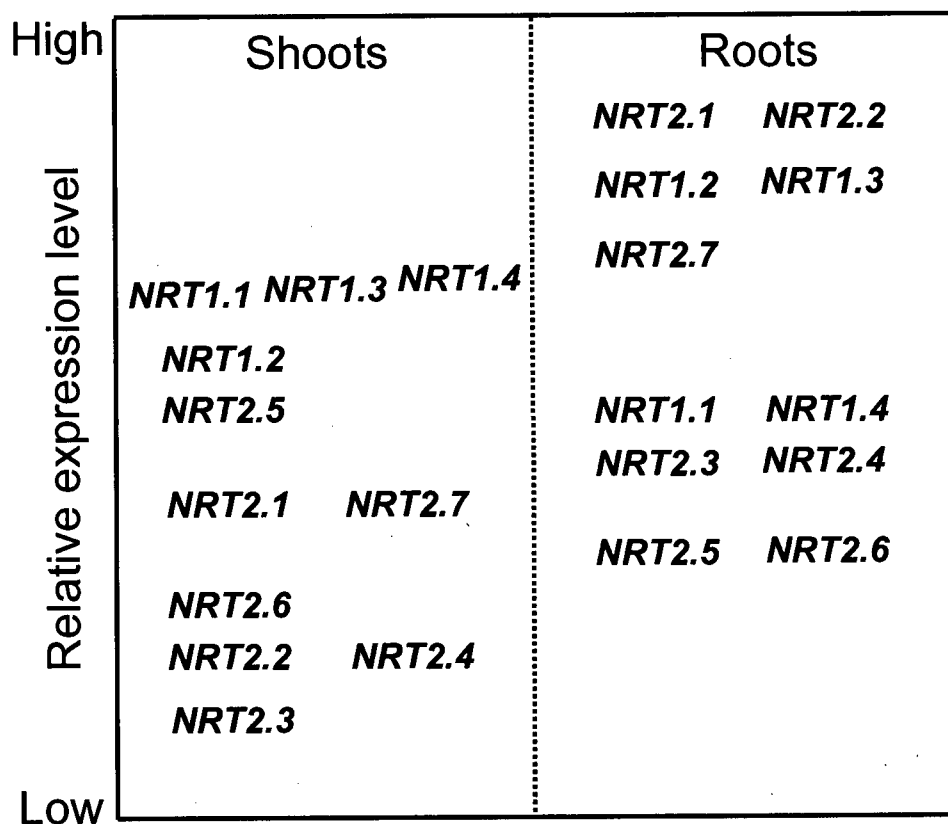 High
Shoots
Roots
Relative expression level
NRT2.1 NRT2.2
NRT1.2 NRT1.3
NRT2.7
NRT1.1 NRT1.3 NRT1.4
NRT1.2
NRT2.5
NRT1.1 NRT1.4
NRT2.3 NRT2.4
NRT2.1 NRT2.7
NRT2.5 NRT2.6
NRT2.6
NRT2.2 NRT2.4
NRT2.3
Low